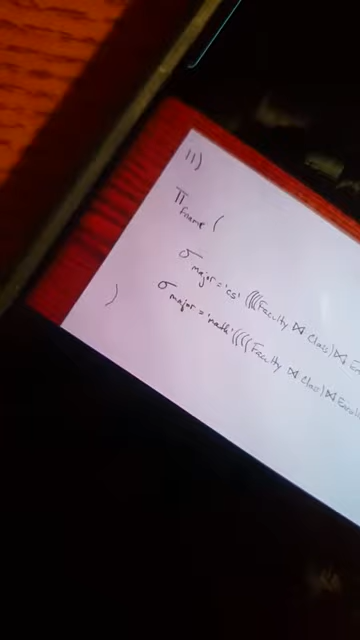 11)
π Fname (
σ major='cs' (((Faculty ⋈ Class) ⋈
σ major='math' ((((Faculty ⋈ Class) ⋈ Enroll
)